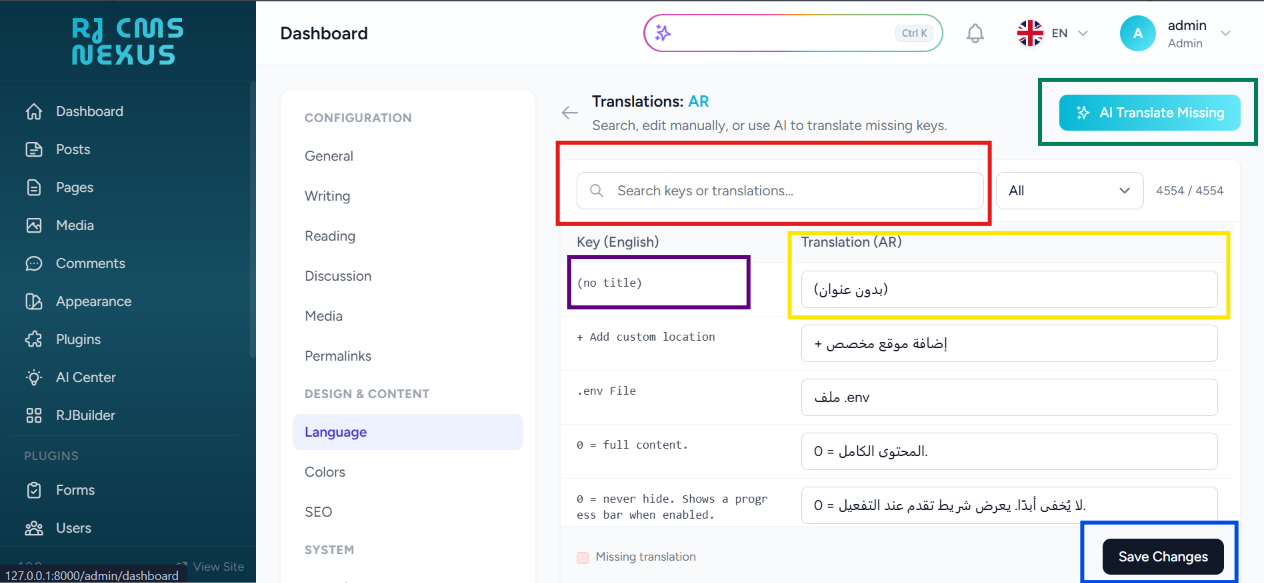 RJ CMS
NEXUS
Dashboard
Posts
Pages
Media
Comments
Appearance
Plugins
AI Center
RJBuilder
PLUGINS
Forms
Users
View Site
127.0.0.1:8000/admin/dashboard
Dashboard
Ctrl K
EN
A
admin
Admin
CONFIGURATION
General
Writing
Reading
Discussion
Media
Permalinks
DESIGN & CONTENT
Language
Colors
SEO
SYSTEM
Translations: AR
Search, edit manually, or use AI to translate missing keys.
AI Translate Missing
Search keys or translations...
All
4554 / 4554
Key (English)
Translation (AR)
(no title)
(بدون عنوان)
+ Add custom location
+ إضافة موقع مخصص
.env File
ملف .env
0 = full content.
0 = المحتوى الكامل.
0 = never hide. Shows a progr
ess bar when enabled.
0 = لا يُخفى أبدًا. يعرض شريط تقدم عند التفعيل.
Missing translation
Save Changes